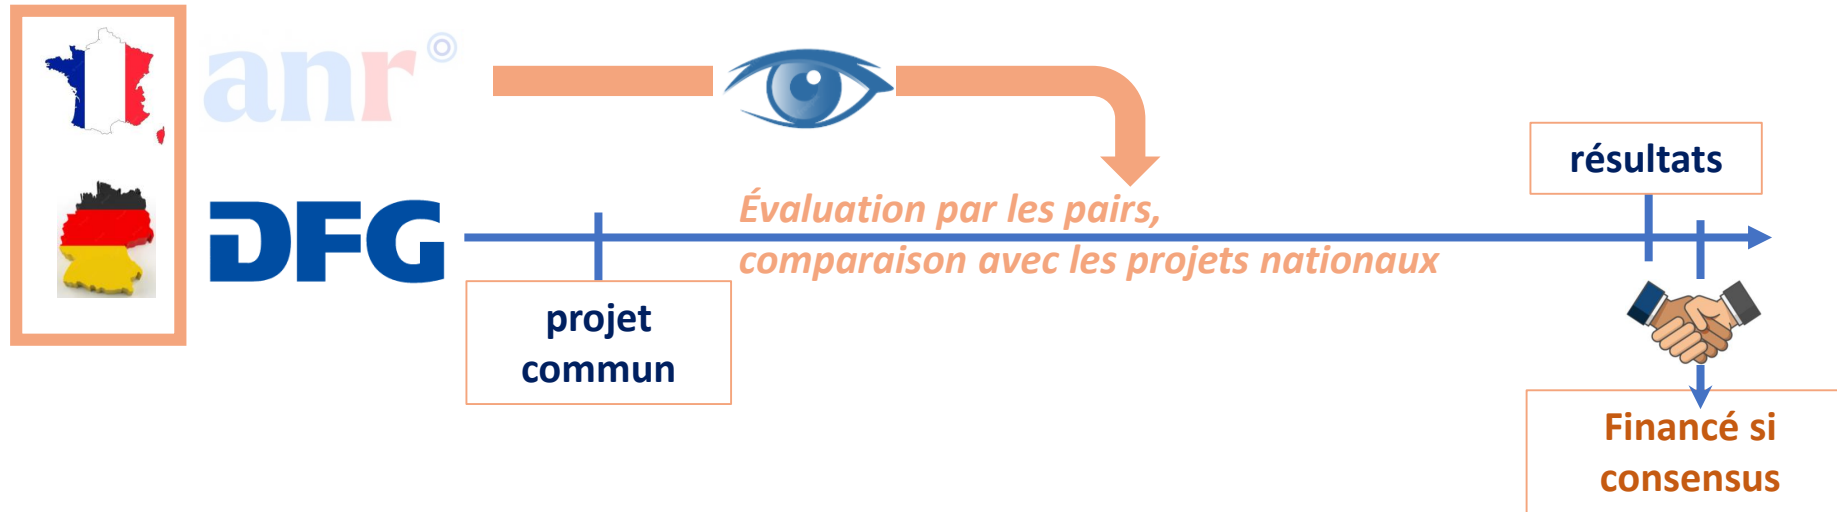 anr
DFG
Évaluation par les pairs,
comparaison avec les projets nationaux
projet
commun
résultats
Financé si
consensus